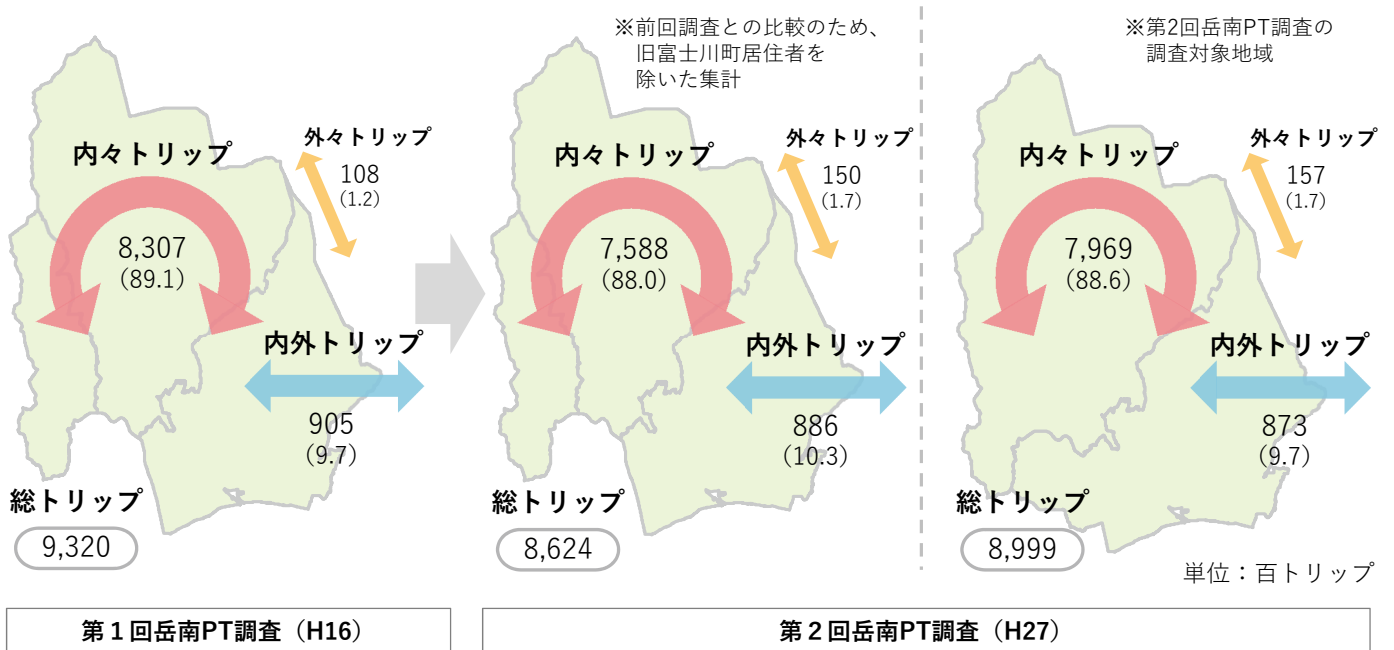 ※前回調査との比較のため、
旧富士川町居住者を
除いた集計
※第2回岳南PT調査の
調査対象地域
内々トリップ
8,307
(89.1)
外々トリップ
108
(1.2)
内外トリップ
905
(9.7)
総トリップ
9,320
内々トリップ
7,588
(88.0)
外々トリップ
150
(1.7)
内外トリップ
886
(10.3)
総トリップ
8,624
内々トリップ
7,969
(88.6)
外々トリップ
157
(1.7)
内外トリップ
873
(9.7)
総トリップ
8,999
単位：百トリップ
第１回岳南PT調査（H16）
第２回岳南PT調査（H27）